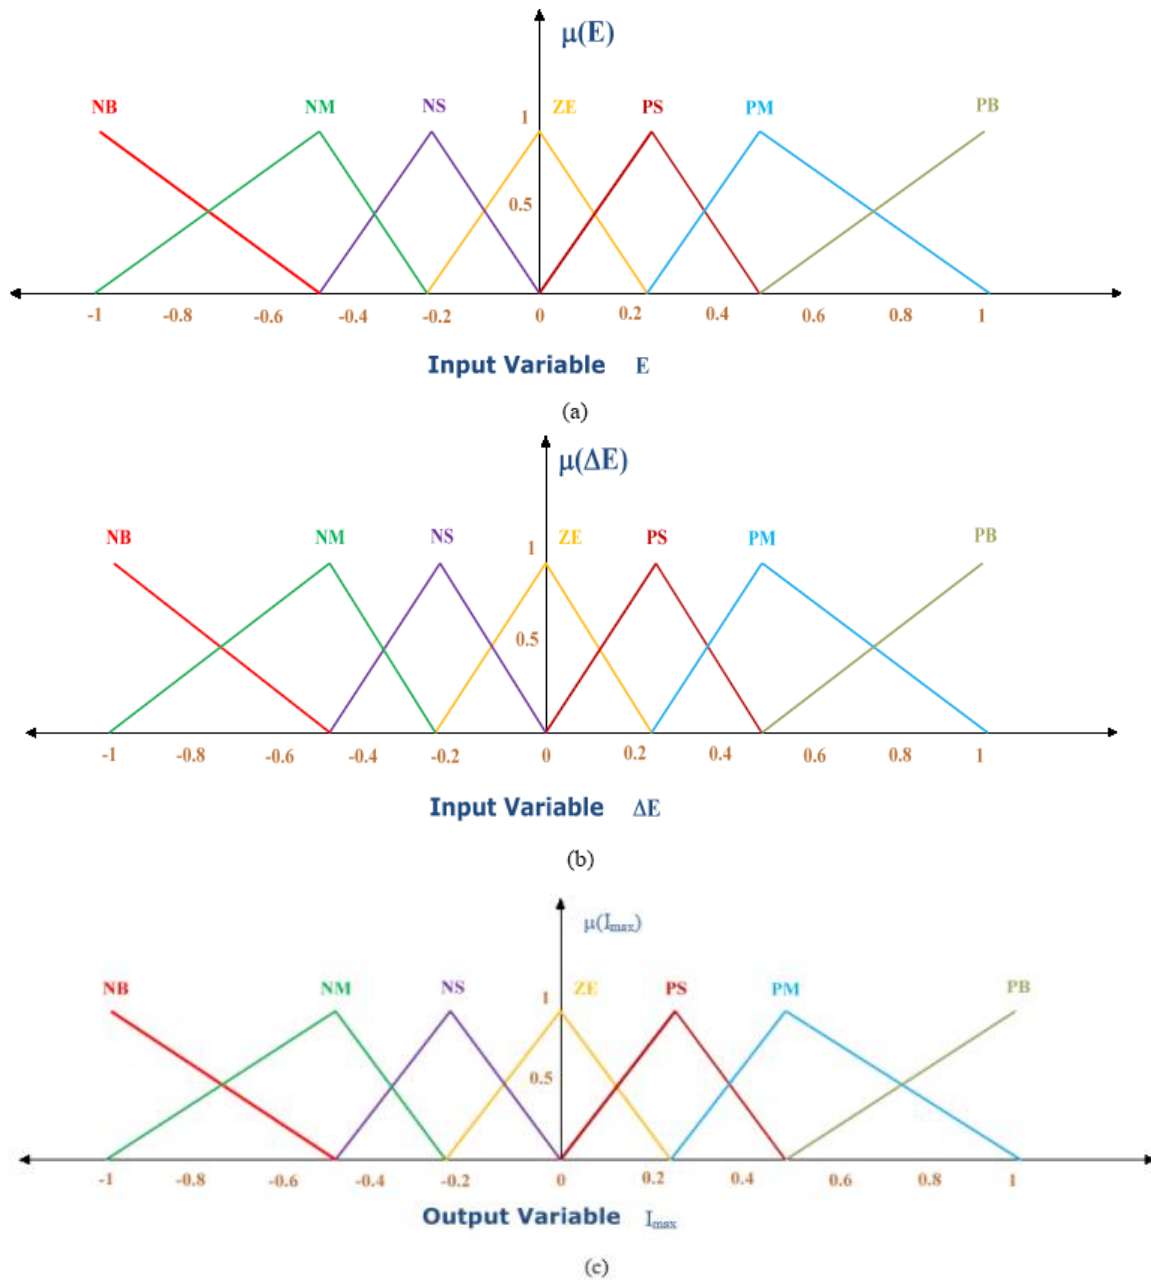 μ(E)
NB NM NS ZE PS PM PB
1
0.5
-1 -0.8 -0.6 -0.4 -0.2 0 0.2 0.4 0.6 0.8 1
Input Variable E
(a)
μ(ΔE)
NB NM NS ZE PS PM PB
1
0.5
-1 -0.8 -0.6 -0.4 -0.2 0 0.2 0.4 0.6 0.8 1
Input Variable ΔE
(b)
μ(Imax)
NB NM NS ZE PS PM PB
1
0.5
-1 -0.8 -0.6 -0.4 -0.2 0 0.2 0.4 0.6 0.8 1
Output Variable Imax
(c)